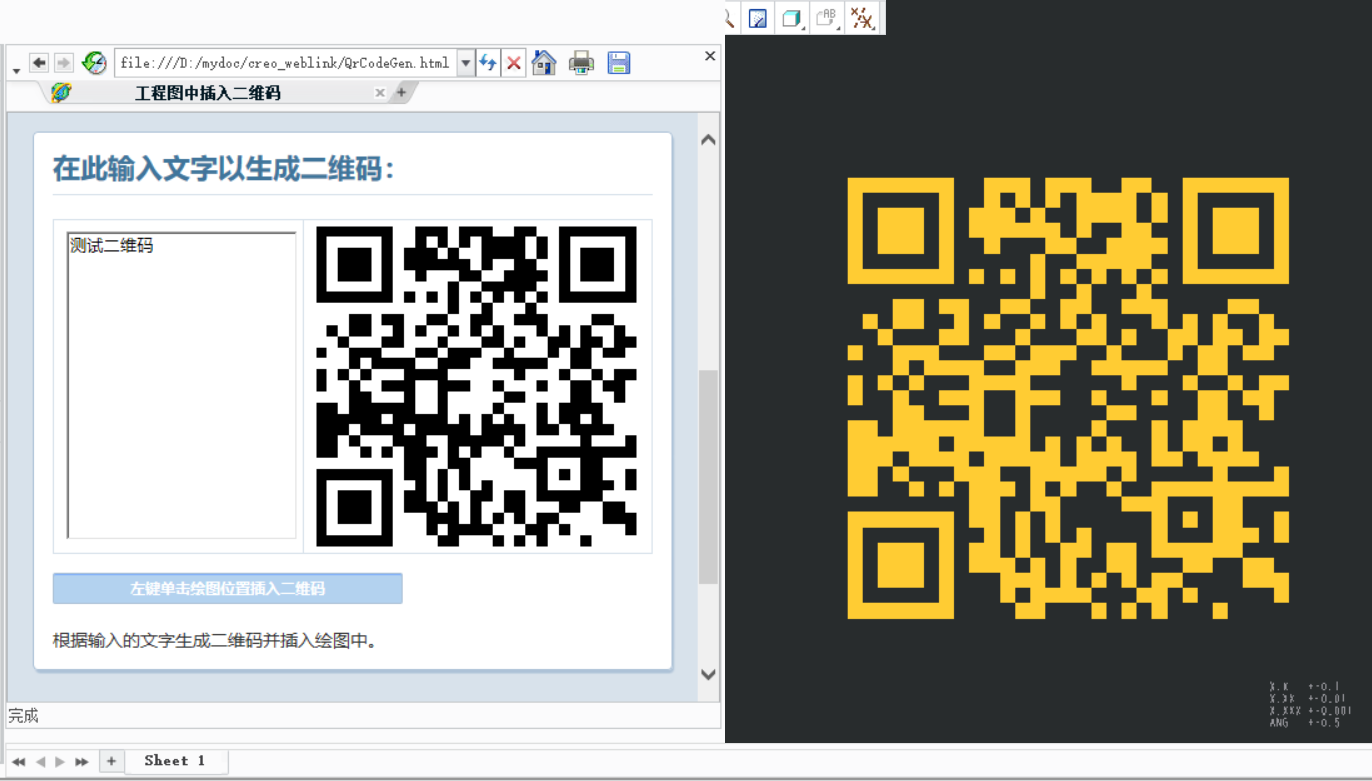 AB
file:///D:/mydoc/creo_weblink/QrCodeGen.html
工程图中插入二维码
在此输入文字以生成二维码：
测试二维码
左键单击绘图位置插入二维码
根据输入的文字生成二维码并插入绘图中。
完成
X.X +-0.1
X.XX +-0.01
X.XXX +-0.001
ANG +-0.5
Sheet 1